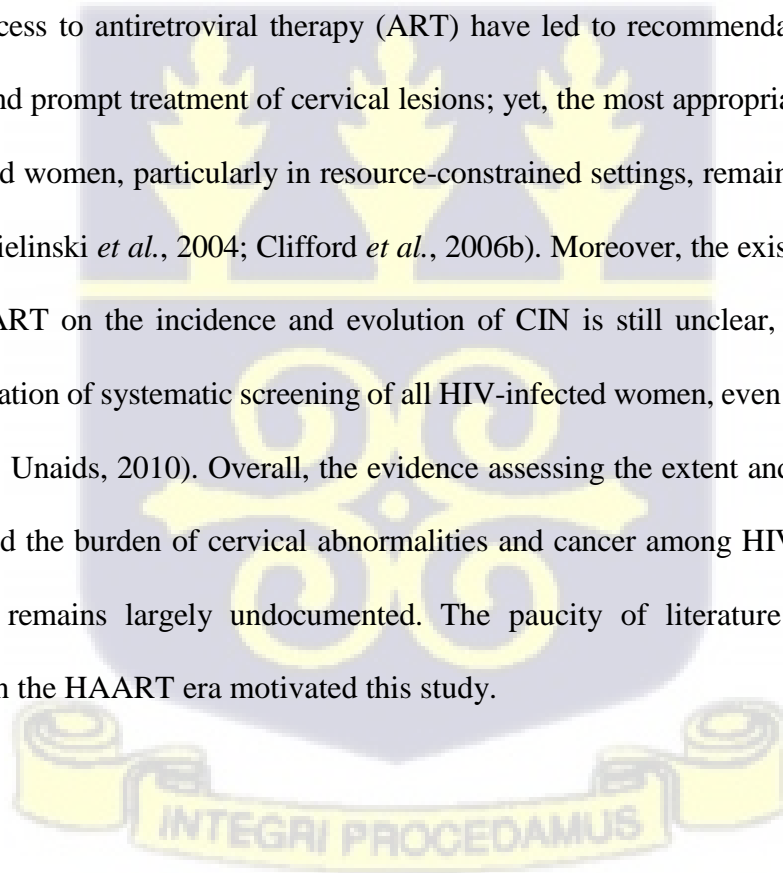 cess to antiretroviral therapy (ART) have led to recommenda
nd prompt treatment of cervical lesions; yet, the most appropria
d women, particularly in resource-constrained settings, remain
ielinski et al., 2004; Clifford et al., 2006b). Moreover, the exis
ART on the incidence and evolution of CIN is still unclear,
ation of systematic screening of all HIV-infected women, even
Unaids, 2010). Overall, the evidence assessing the extent and
d the burden of cervical abnormalities and cancer among HIV
remains largely undocumented. The paucity of literature
n the HAART era motivated this study.
INTEGRI PROCEDAMUS